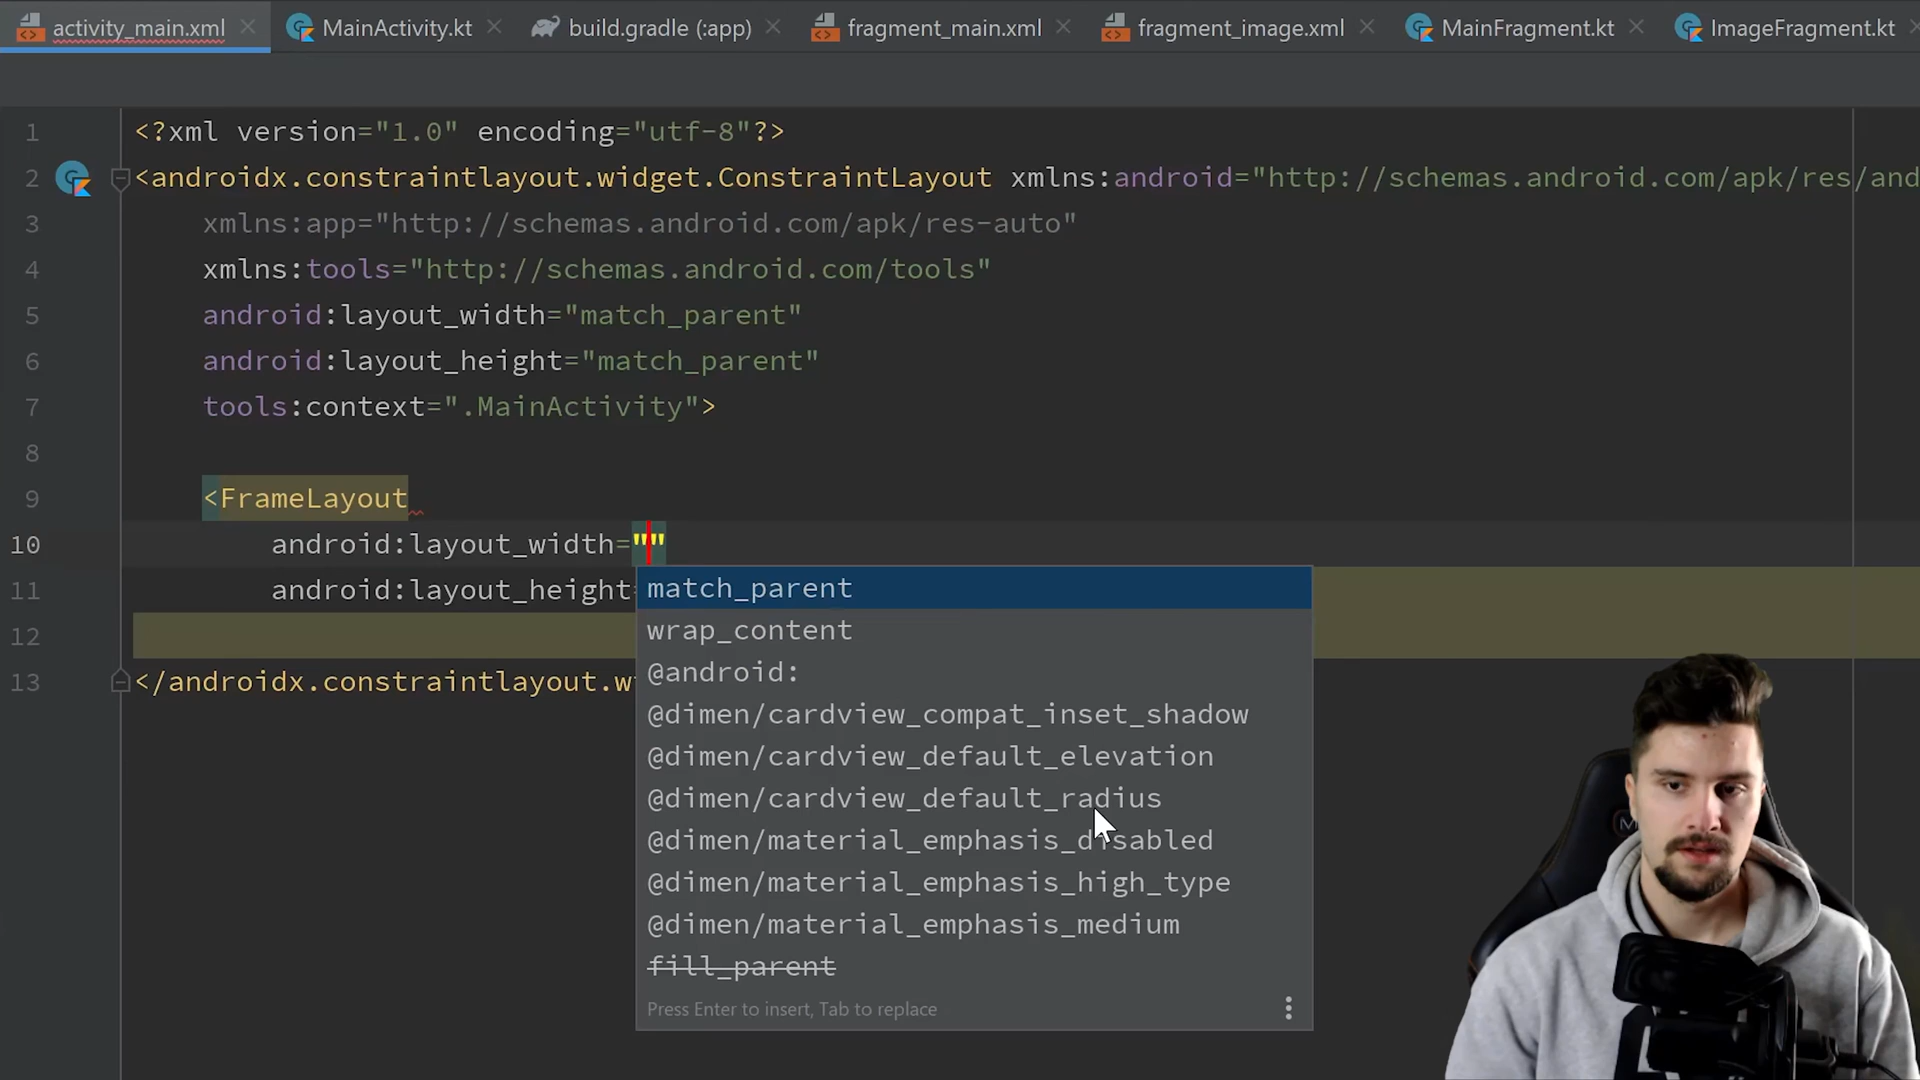 activity_main.xml MainActivity.kt build.gradle (:app) fragment_main.xml fragment_image.xml MainFragment.kt ImageFragment.kt
1 <?xml version="1.0" encoding="utf-8"?>
2 <androidx.constraintlayout.widget.ConstraintLayout xmlns:android="http://schemas.android.com/apk/res/and
3 xmlns:app="http://schemas.android.com/apk/res-auto"
4 xmlns:tools="http://schemas.android.com/tools"
5 android:layout_width="match_parent"
6 android:layout_height="match_parent"
7 tools:context=".MainActivity">
8
9 <FrameLayout
10 android:layout_width=""
11 android:layout_height=
12
13 </androidx.constraintlayout.w
match_parent
wrap_content
@android:
@dimen/cardview_compat_inset_shadow
@dimen/cardview_default_elevation
@dimen/cardview_default_radius
@dimen/material_emphasis_disabled
@dimen/material_emphasis_high_type
@dimen/material_emphasis_medium
fill_parent
Press Enter to insert, Tab to replace